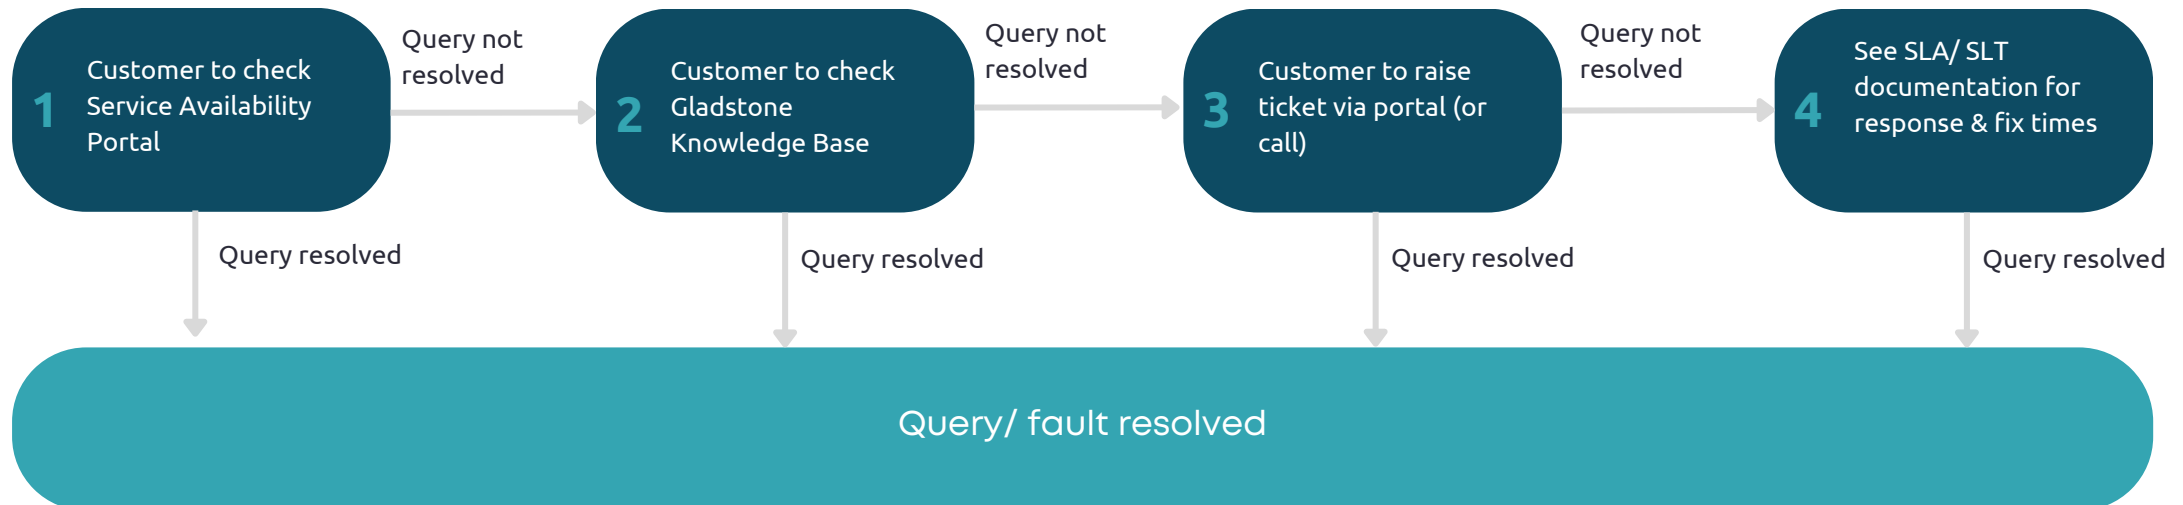 1
Customer to check
Service Availability
Portal
Query not
resolved
2
Customer to check
Gladstone
Knowledge Base
Query not
resolved
3
Customer to raise
ticket via portal (or
call)
Query not
resolved
4
See SLA/ SLT
documentation for
response & fix times
Query resolved
Query resolved
Query resolved
Query resolved
Query/ fault resolved